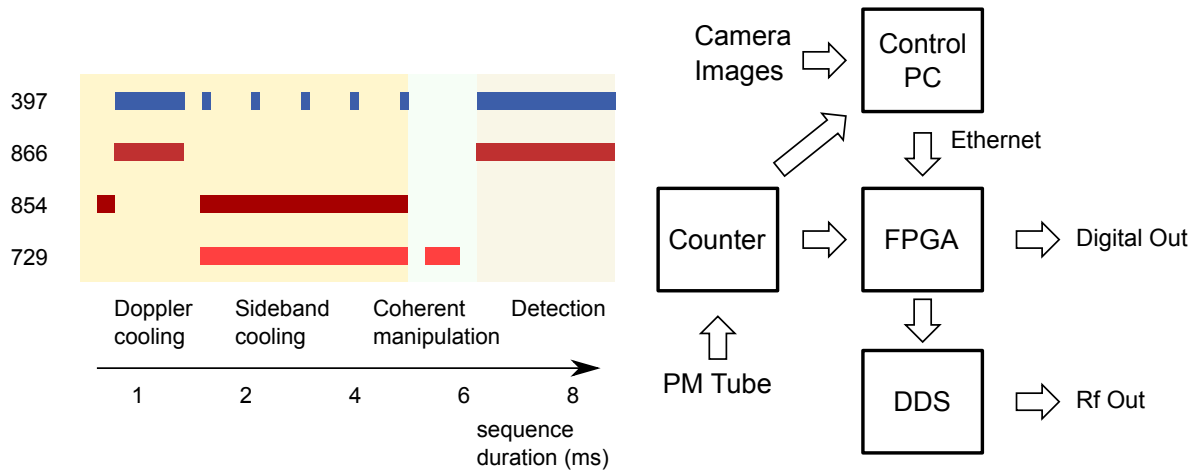 397
866
854
729
Doppler
cooling
Sideband
cooling
Coherent
manipulation
Detection
1
2
4
6
8
sequence
duration (ms)
Camera
Images
Control
PC
Ethernet
Counter
FPGA
Digital Out
PM Tube
DDS
Rf Out